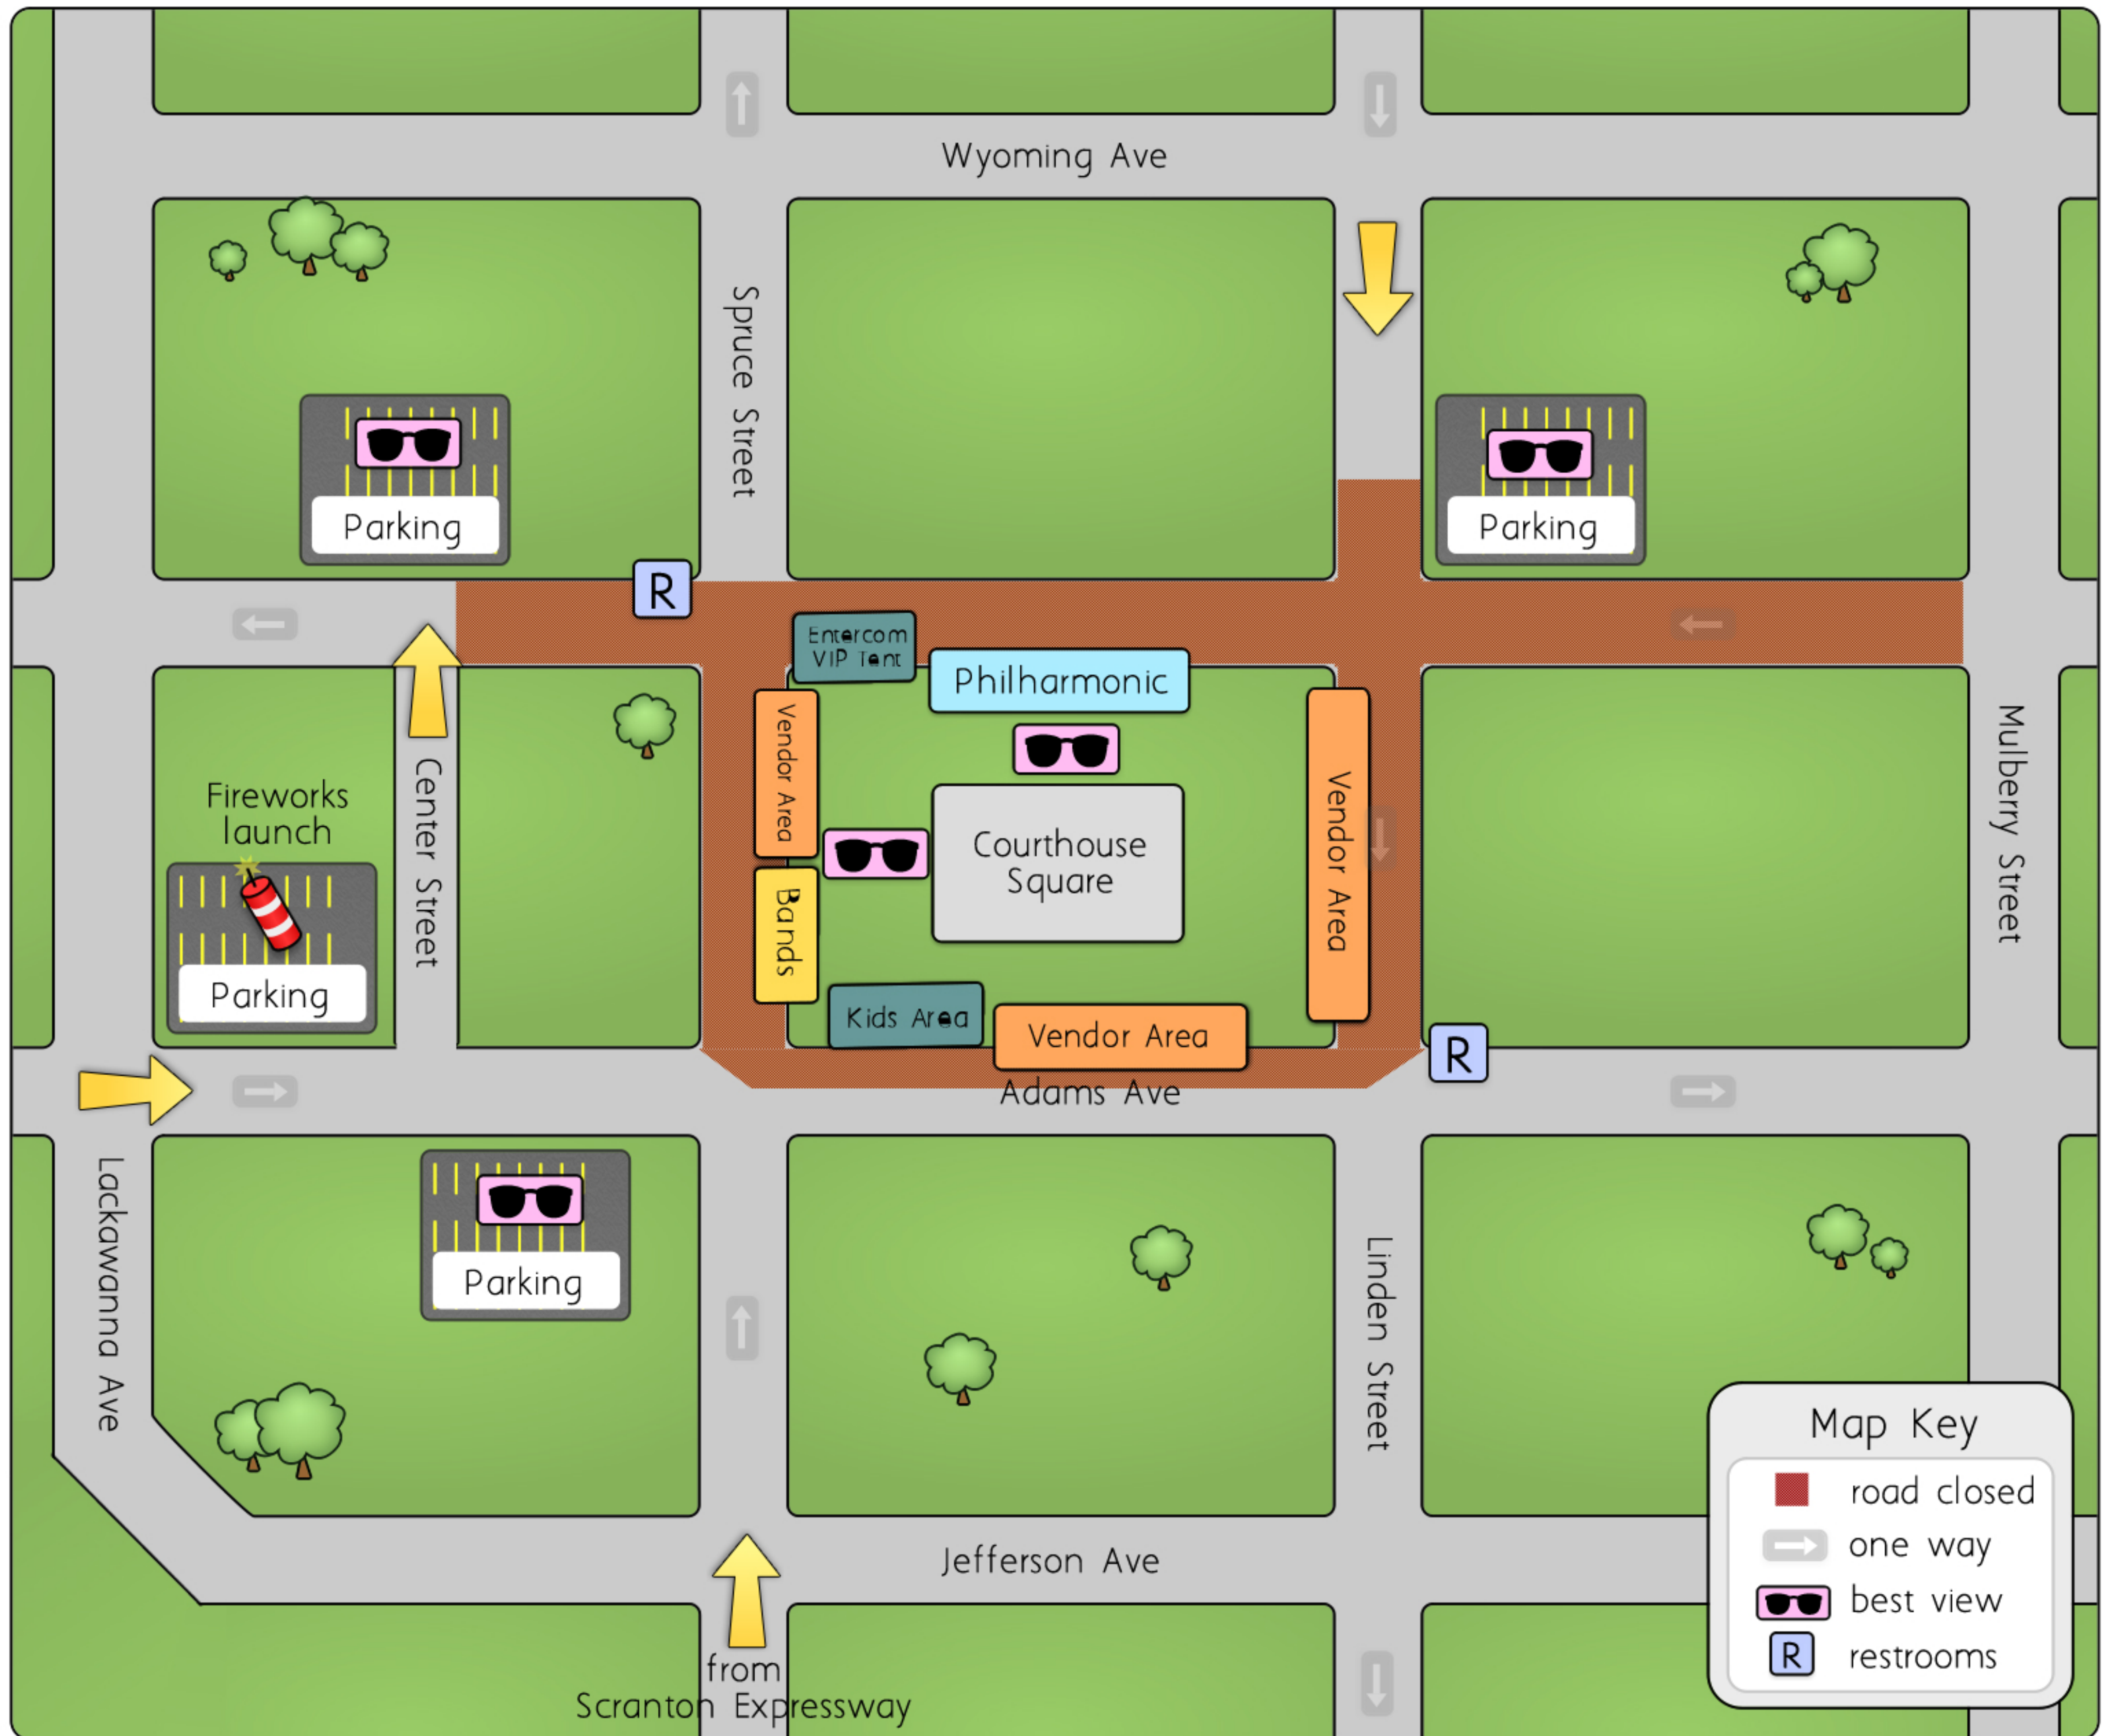 Wyoming Ave
Spruce Street
Parking
Parking
R
Entercom
VIP Tent
Philharmonic
Vendor Area
Vendor Area
Mulberry Street
Center Street
Fireworks
launch
Courthouse
Square
Bands
Parking
Kids Area
Vendor Area
R
Adams Ave
Lackawanna Ave
Parking
Linden Street
Jefferson Ave
from
Scranton Expressway
Map Key
road closed
one way
best view
R restrooms